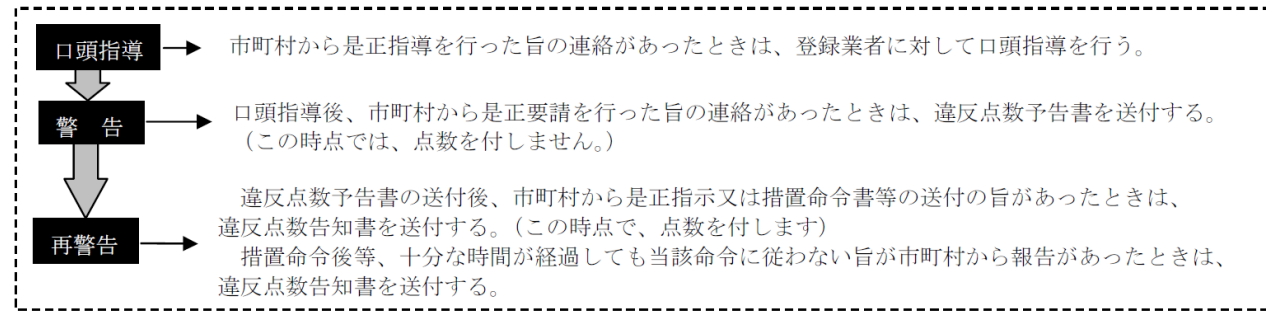 口頭指導
市町村から是正指導を行った旨の連絡があったときは、登録業者に対して口頭指導を行う。
警　告
口頭指導後、市町村から是正要請を行った旨の連絡があったときは、違反点数予告書を送付する。
（この時点では、点数を付しません。）
再警告
違反点数予告書の送付後、市町村から是正指示又は措置命令書等の送付の旨があったときは、
違反点数告知書を送付する。（この時点で、点数を付します）
措置命令後等、十分な時間が経過しても当該命令に従わない旨が市町村から報告があったときは、
違反点数告知書を送付する。